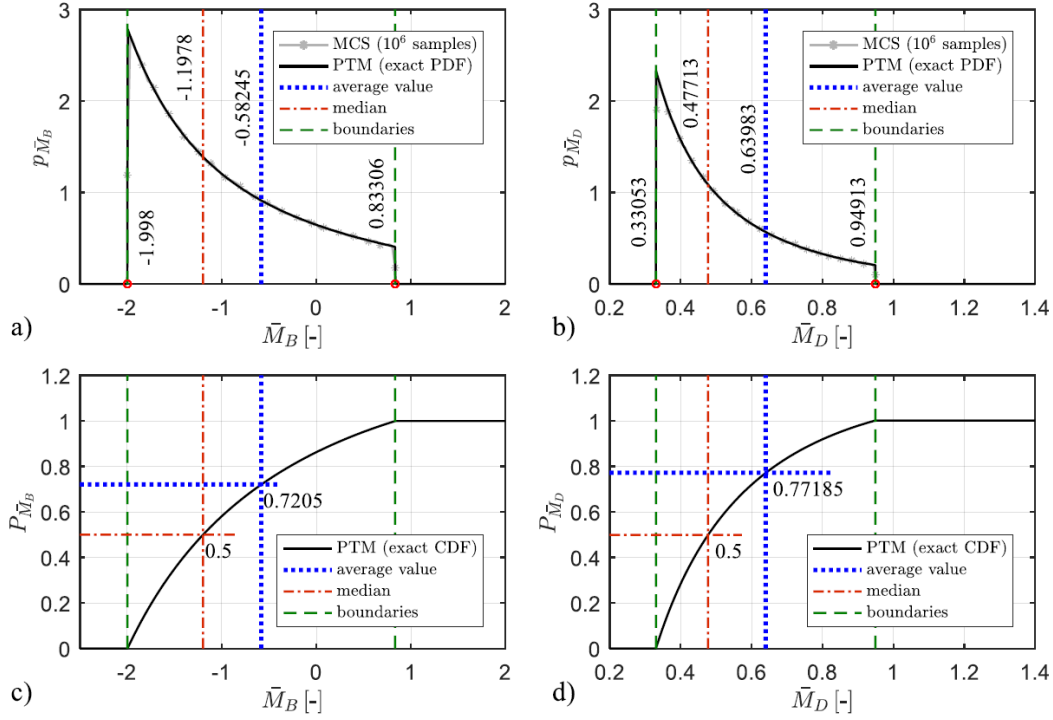 3
2
1
0
-2
-1
0
1
2
p_{M̄_B}
M̄_B [-]
-1.998
-1.1978
-0.58245
0.83306
MCS (10⁶ samples)
PTM (exact PDF)
average value
median
boundaries
a)
3
2
1
0
0.2
0.4
0.6
0.8
1
1.2
1.4
p_{M̄_D}
M̄_D [-]
0.33053
0.47713
0.63983
0.94913
MCS (10⁶ samples)
PTM (exact PDF)
average value
median
boundaries
b)
1.2
1
0.8
0.6
0.4
0.2
0
-2
-1
0
1
2
P_{M̄_B}
M̄_B [-]
0.7205
0.5
PTM (exact CDF)
average value
median
boundaries
c)
1.2
1
0.8
0.6
0.4
0.2
0
0.2
0.4
0.6
0.8
1
1.2
1.4
P_{M̄_D}
M̄_D [-]
0.77185
0.5
PTM (exact CDF)
average value
median
boundaries
d)